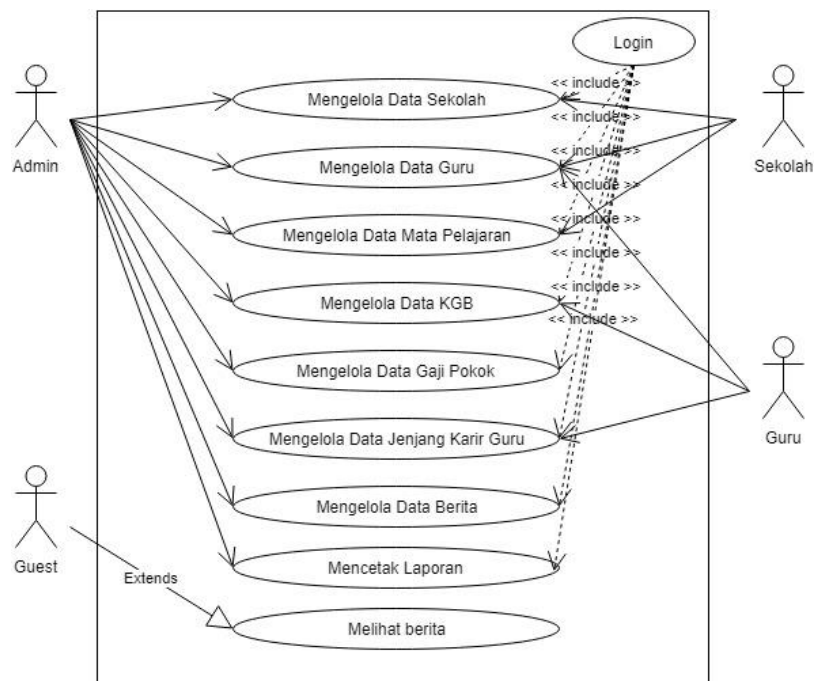 Login
Admin
Mengelola Data Sekolah
<< include >>
Sekolah
<< include >>
Mengelola Data Guru
<< include >>
<< include >>
Mengelola Data Mata Pelajaran
<< include >>
<< include >>
Mengelola Data KGB
<< include >>
Mengelola Data Gaji Pokok
Mengelola Data Jenjang Karir Guru
Guru
Mengelola Data Berita
Guest
Mencetak Laporan
Extends
Melihat berita